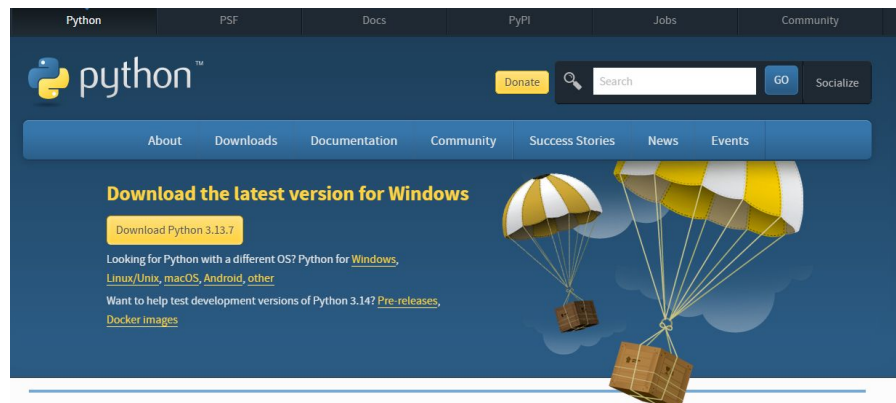 Python PSF Docs PyPI Jobs Community
python™
Donate Search GO Socialize
About Downloads Documentation Community Success Stories News Events
Download the latest version for Windows
Download Python 3.13.7
Looking for Python with a different OS? Python for Windows,
Linux/Unix, macOS, Android, other
Want to help test development versions of Python 3.14? Pre-releases,
Docker images